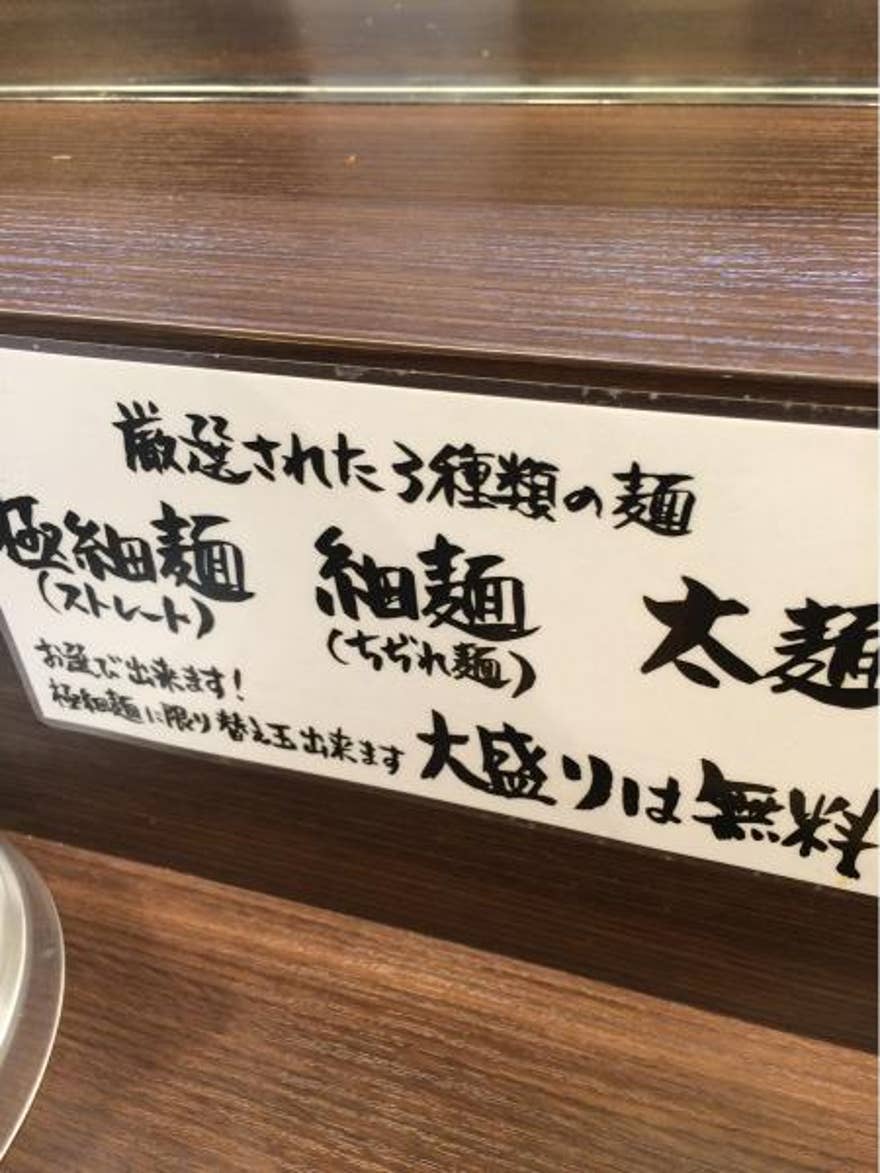 厳選された3種類の麺
極細麺 細麺 太麺
(ストレート) (ちぢれ麺)
お選び出来ます!
極細麺に限り替え玉出来ます 大盛りは無料